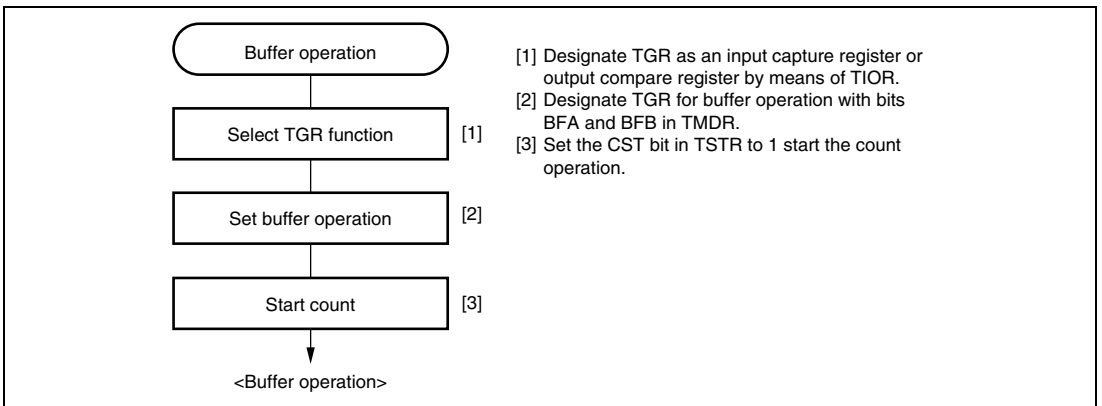 Buffer operation
Select TGR function
[1]
Set buffer operation
[2]
Start count
[3]
<Buffer operation>
[1] Designate TGR as an input capture register or
output compare register by means of TIOR.
[2] Designate TGR for buffer operation with bits
BFA and BFB in TMDR.
[3] Set the CST bit in TSTR to 1 start the count
operation.